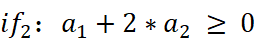 if₂: a₁ + 2 * a₂ ≥ 0